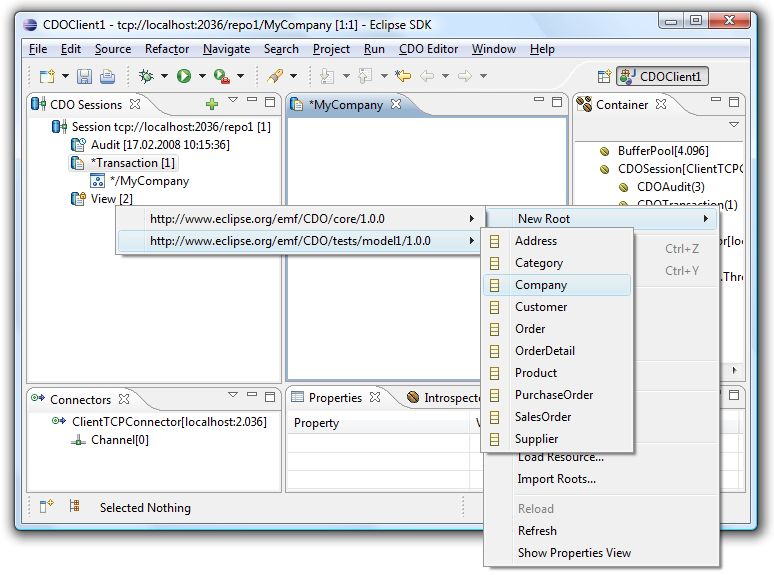 CDOClient1 - tcp://localhost:2036/repo1/MyCompany [1:1] - Eclipse SDK
File Edit Source Refactor Navigate Search Project Run CDO Editor Window Help
CDOClient1
CDO Sessions
Session tcp://localhost:2036/repo1 [1]
Audit [17.02.2008 10:15:36]
*Transaction [1]
*/MyCompany
View [2]
*MyCompany
Container
BufferPool[4.096]
CDOSession[ClientTCPC
CDOAudit(3)
CDOTransaction(1)
http://www.eclipse.org/emf/CDO/core/1.0.0
http://www.eclipse.org/emf/CDO/tests/model1/1.0.0
New Root
Ctrl+Z
Ctrl+Y
Address
Category
Company
Customer
Order
OrderDetail
Product
PurchaseOrder
SalesOrder
Supplier
Load Resource...
Import Roots...
Reload
Refresh
Show Properties View
Connectors
ClientTCPConnector[localhost:2.036]
Channel[0]
Properties
Introspecto
Property
Selected Nothing